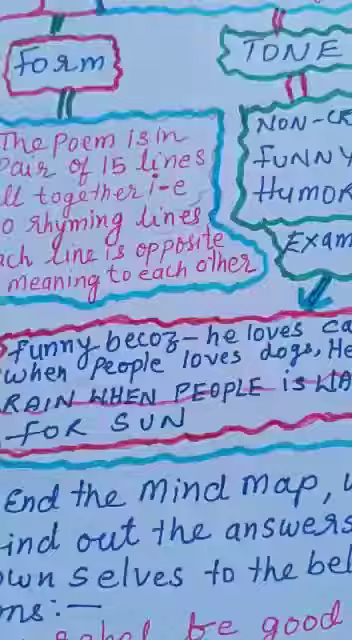 Form
TONE
The Poem is in
Pair of 15 lines
ll together i-e
o rhyming lines
ach line is opposite
meaning to each other
NON-CR
FUNNY
HUMOR
Exam
funny becoz - he loves ca
when People loves dogs, He
RAIN WHEN PEOPLE is WA
-FOR SUN
End the Mind Map,
ind out the answers
own selves to the bel
ns:-
be good